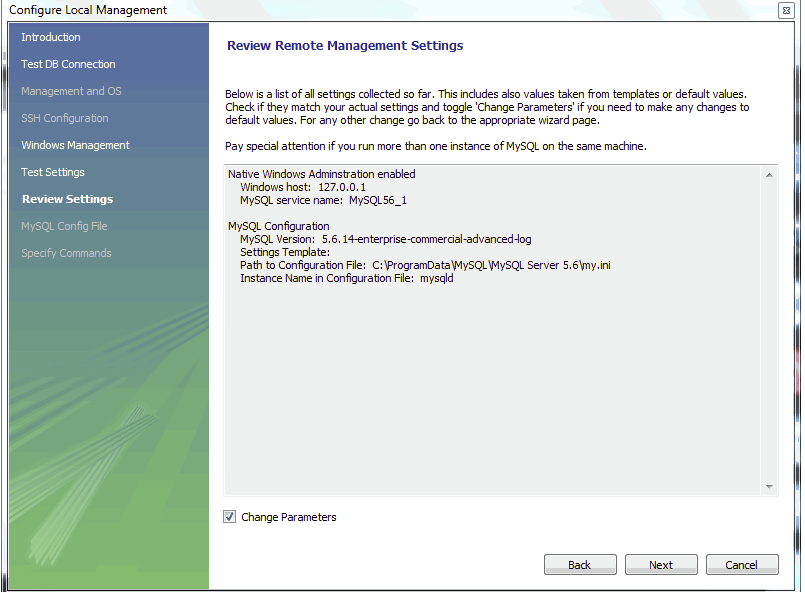 Configure Local Management
Introduction
Test DB Connection
Management and OS
SSH Configuration
Windows Management
Test Settings
Review Settings
MySQL Config File
Specify Commands
Review Remote Management Settings
Below is a list of all settings collected so far. This includes also values taken from templates or default values.
Check if they match your actual settings and toggle 'Change Parameters' if you need to make any changes to
default values. For any other change go back to the appropriate wizard page.
Pay special attention if you run more than one instance of MySQL on the same machine.
Native Windows Adminstration enabled
Windows host: 127.0.0.1
MySQL service name: MySQL56_1
MySQL Configuration
MySQL Version: 5.6.14-enterprise-commercial-advanced-log
Settings Template:
Path to Configuration File: C:\ProgramData\MySQL\MySQL Server 5.6\my.ini
Instance Name in Configuration File: mysqld
Change Parameters
Back
Next
Cancel